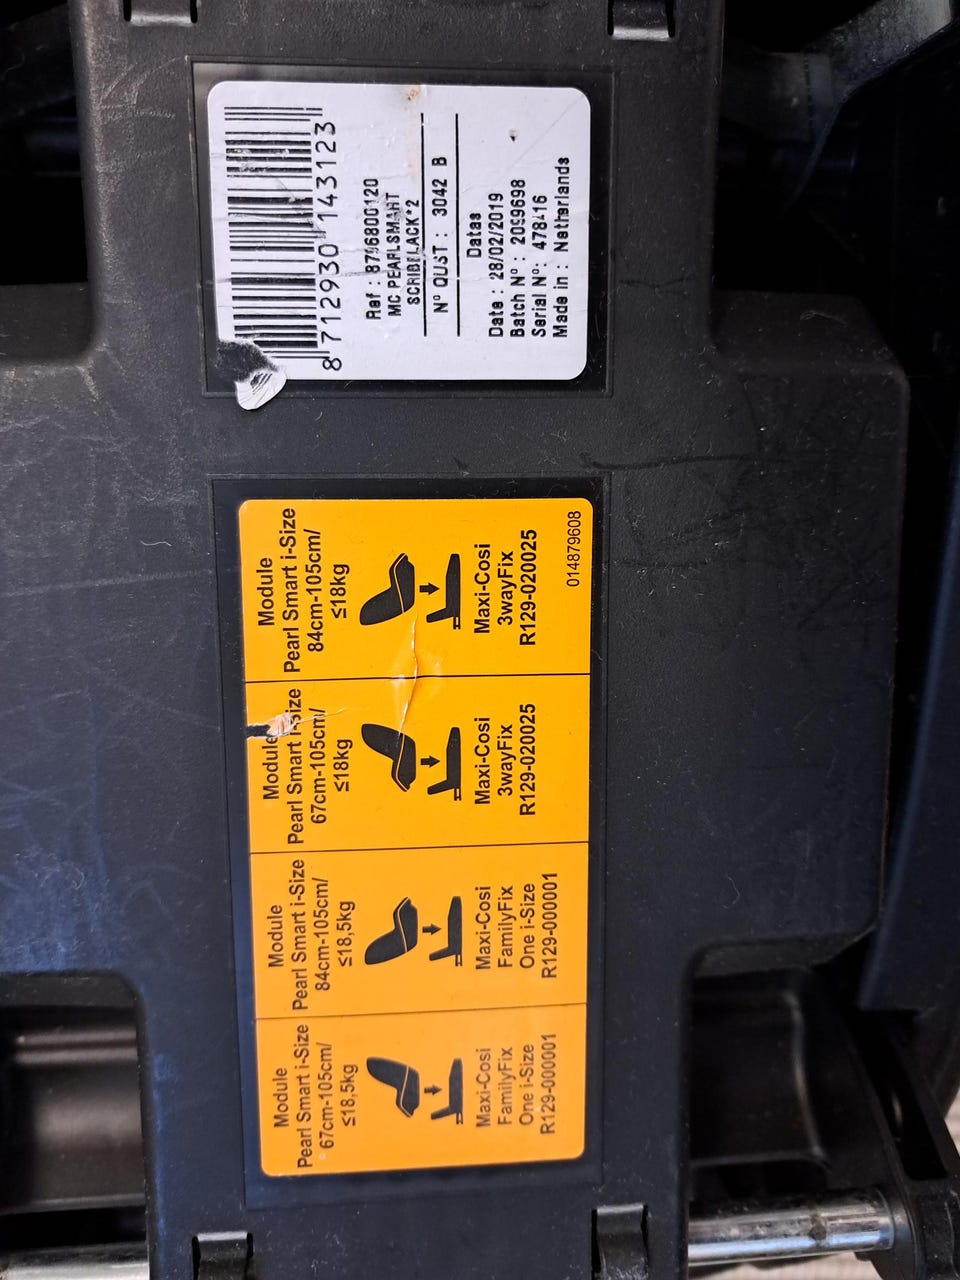 Module
Pearl Smart i-Size
67cm-105cm/
≤18,5kg
Maxi-Cosi
FamilyFix
One i-Size
R129-000001
Module
Pearl Smart i-Size
84cm-105cm/
≤18,5kg
Maxi-Cosi
FamilyFix
One i-Size
R129-000001
Module
Pearl Smart i-Size
67cm-105cm/
≤18kg
Maxi-Cosi
3wayFix
R129-020025
Module
Pearl Smart i-Size
84cm-105cm/
≤18kg
Maxi-Cosi
3wayFix
R129-020025
014879608
8 712930 143123
Ref : 8796800120
MC PEARLSMART
N° QUST : 3042 B
Datas
Date : 28/02/2019
Batch N° : 2099698
Serial N°: 478416
Made in : Netherlands